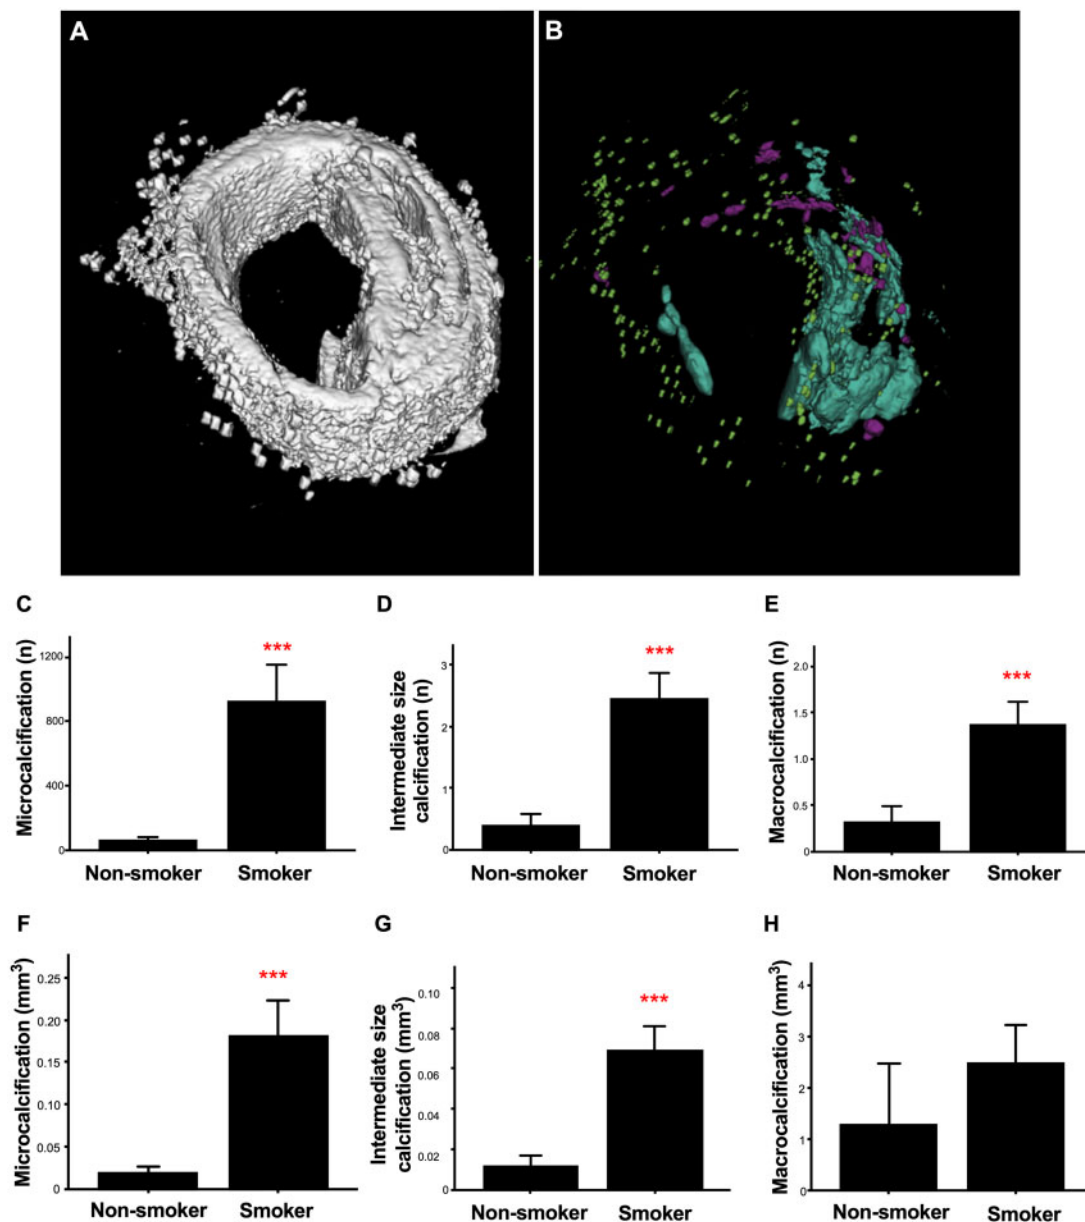 A
B
C
Microcalcification (n)
1200
800
400
0
***
Non-smoker
Smoker
D
Intermediate size
calcification (n)
3
2
1
0
***
Non-smoker
Smoker
E
Macrocalcification (n)
2.0
1.5
1.0
0.5
0
***
Non-smoker
Smoker
F
Microcalcification (mm³)
0.25
0.20
0.15
0.10
0.05
0
***
Non-smoker
Smoker
G
Intermediate size
calcification (mm³)
0.10
0.08
0.06
0.04
0.02
0
***
Non-smoker
Smoker
H
Macrocalcification (mm³)
4
3
2
1
0
Non-smoker
Smoker